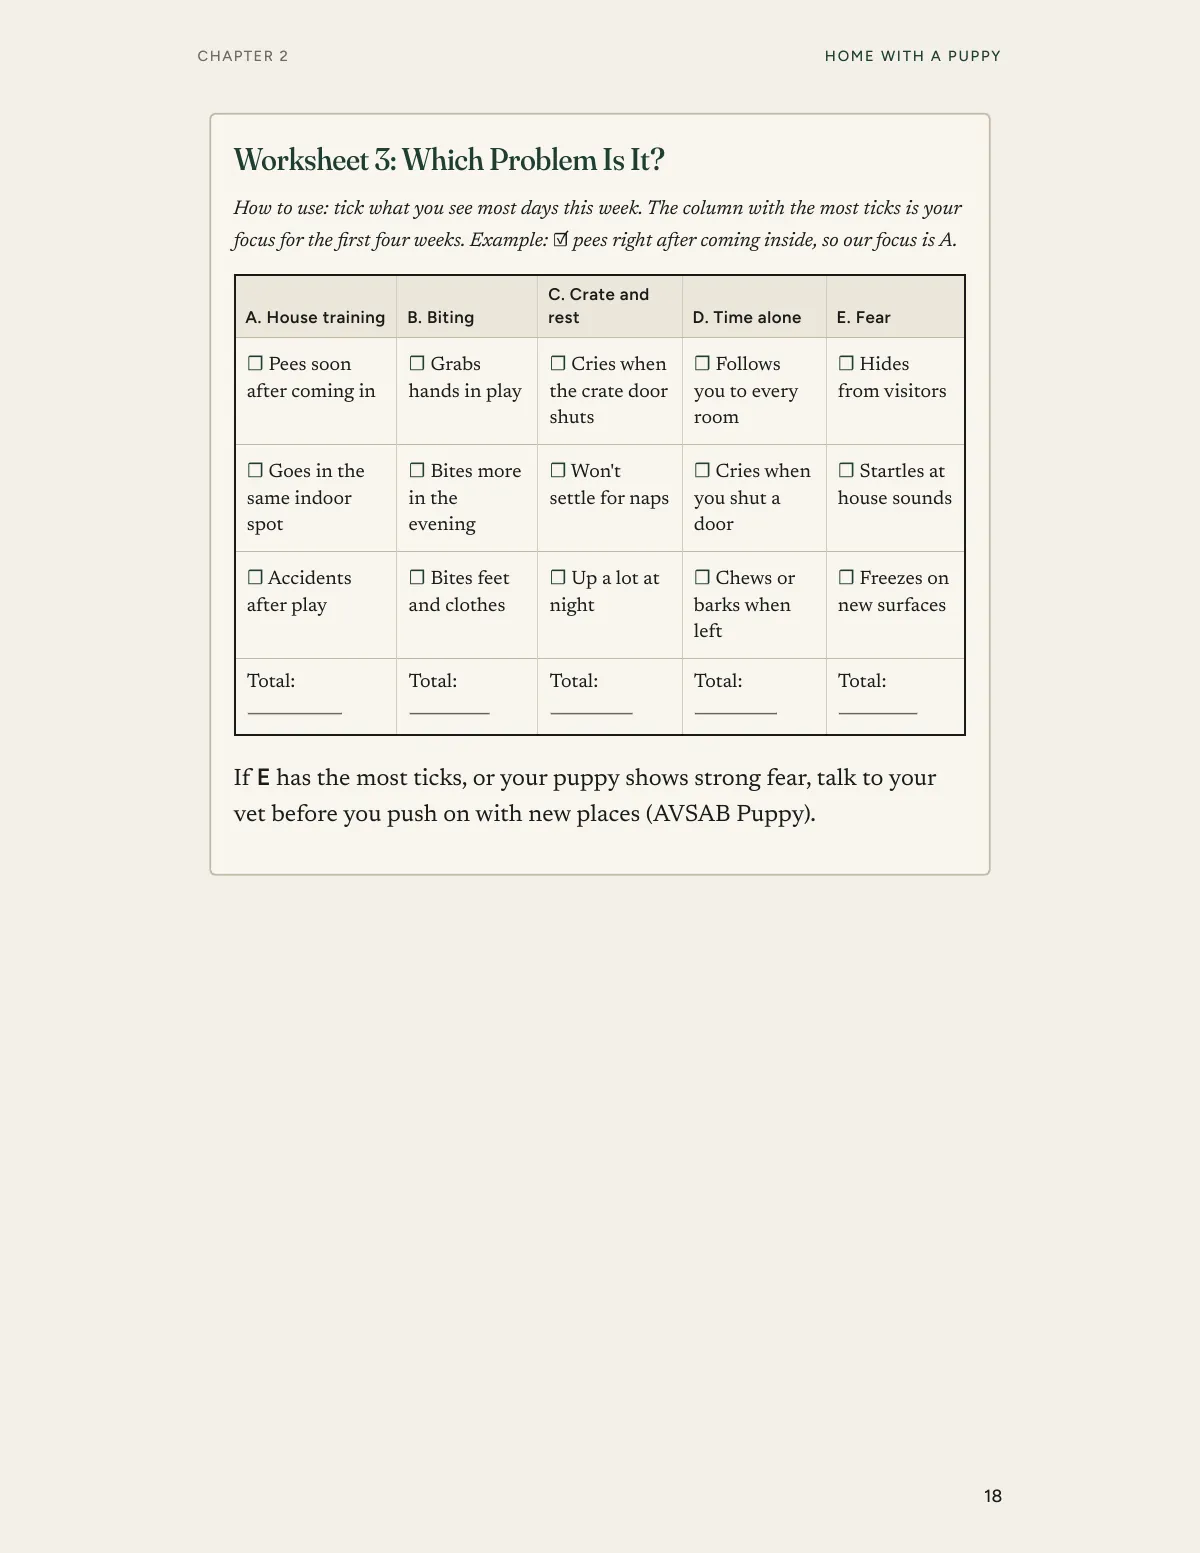 CHAPTER 2
HOME WITH A PUPPY
Worksheet 3: Which Problem Is It?
How to use: tick what you see most days this week. The column with the most ticks is your
focus for the first four weeks. Example: ☑ pees right after coming inside, so our focus is A.
A. House training
B. Biting
C. Crate and
rest
D. Time alone
E. Fear
❐ Pees soon
after coming in
❐ Grabs
hands in play
❐ Cries when
the crate door
shuts
❐ Follows
you to every
room
❐ Hides
from visitors
❐ Goes in the
same indoor
spot
❐ Bites more
in the
evening
❐ Won't
settle for naps
❐ Cries when
you shut a
door
❐ Startles at
house sounds
❐ Accidents
after play
❐ Bites feet
and clothes
❐ Up a lot at
night
❐ Chews or
barks when
left
❐ Freezes on
new surfaces
Total:
Total:
Total:
Total:
Total:
If E has the most ticks, or your puppy shows strong fear, talk to your
vet before you push on with new places (AVSAB Puppy).
18